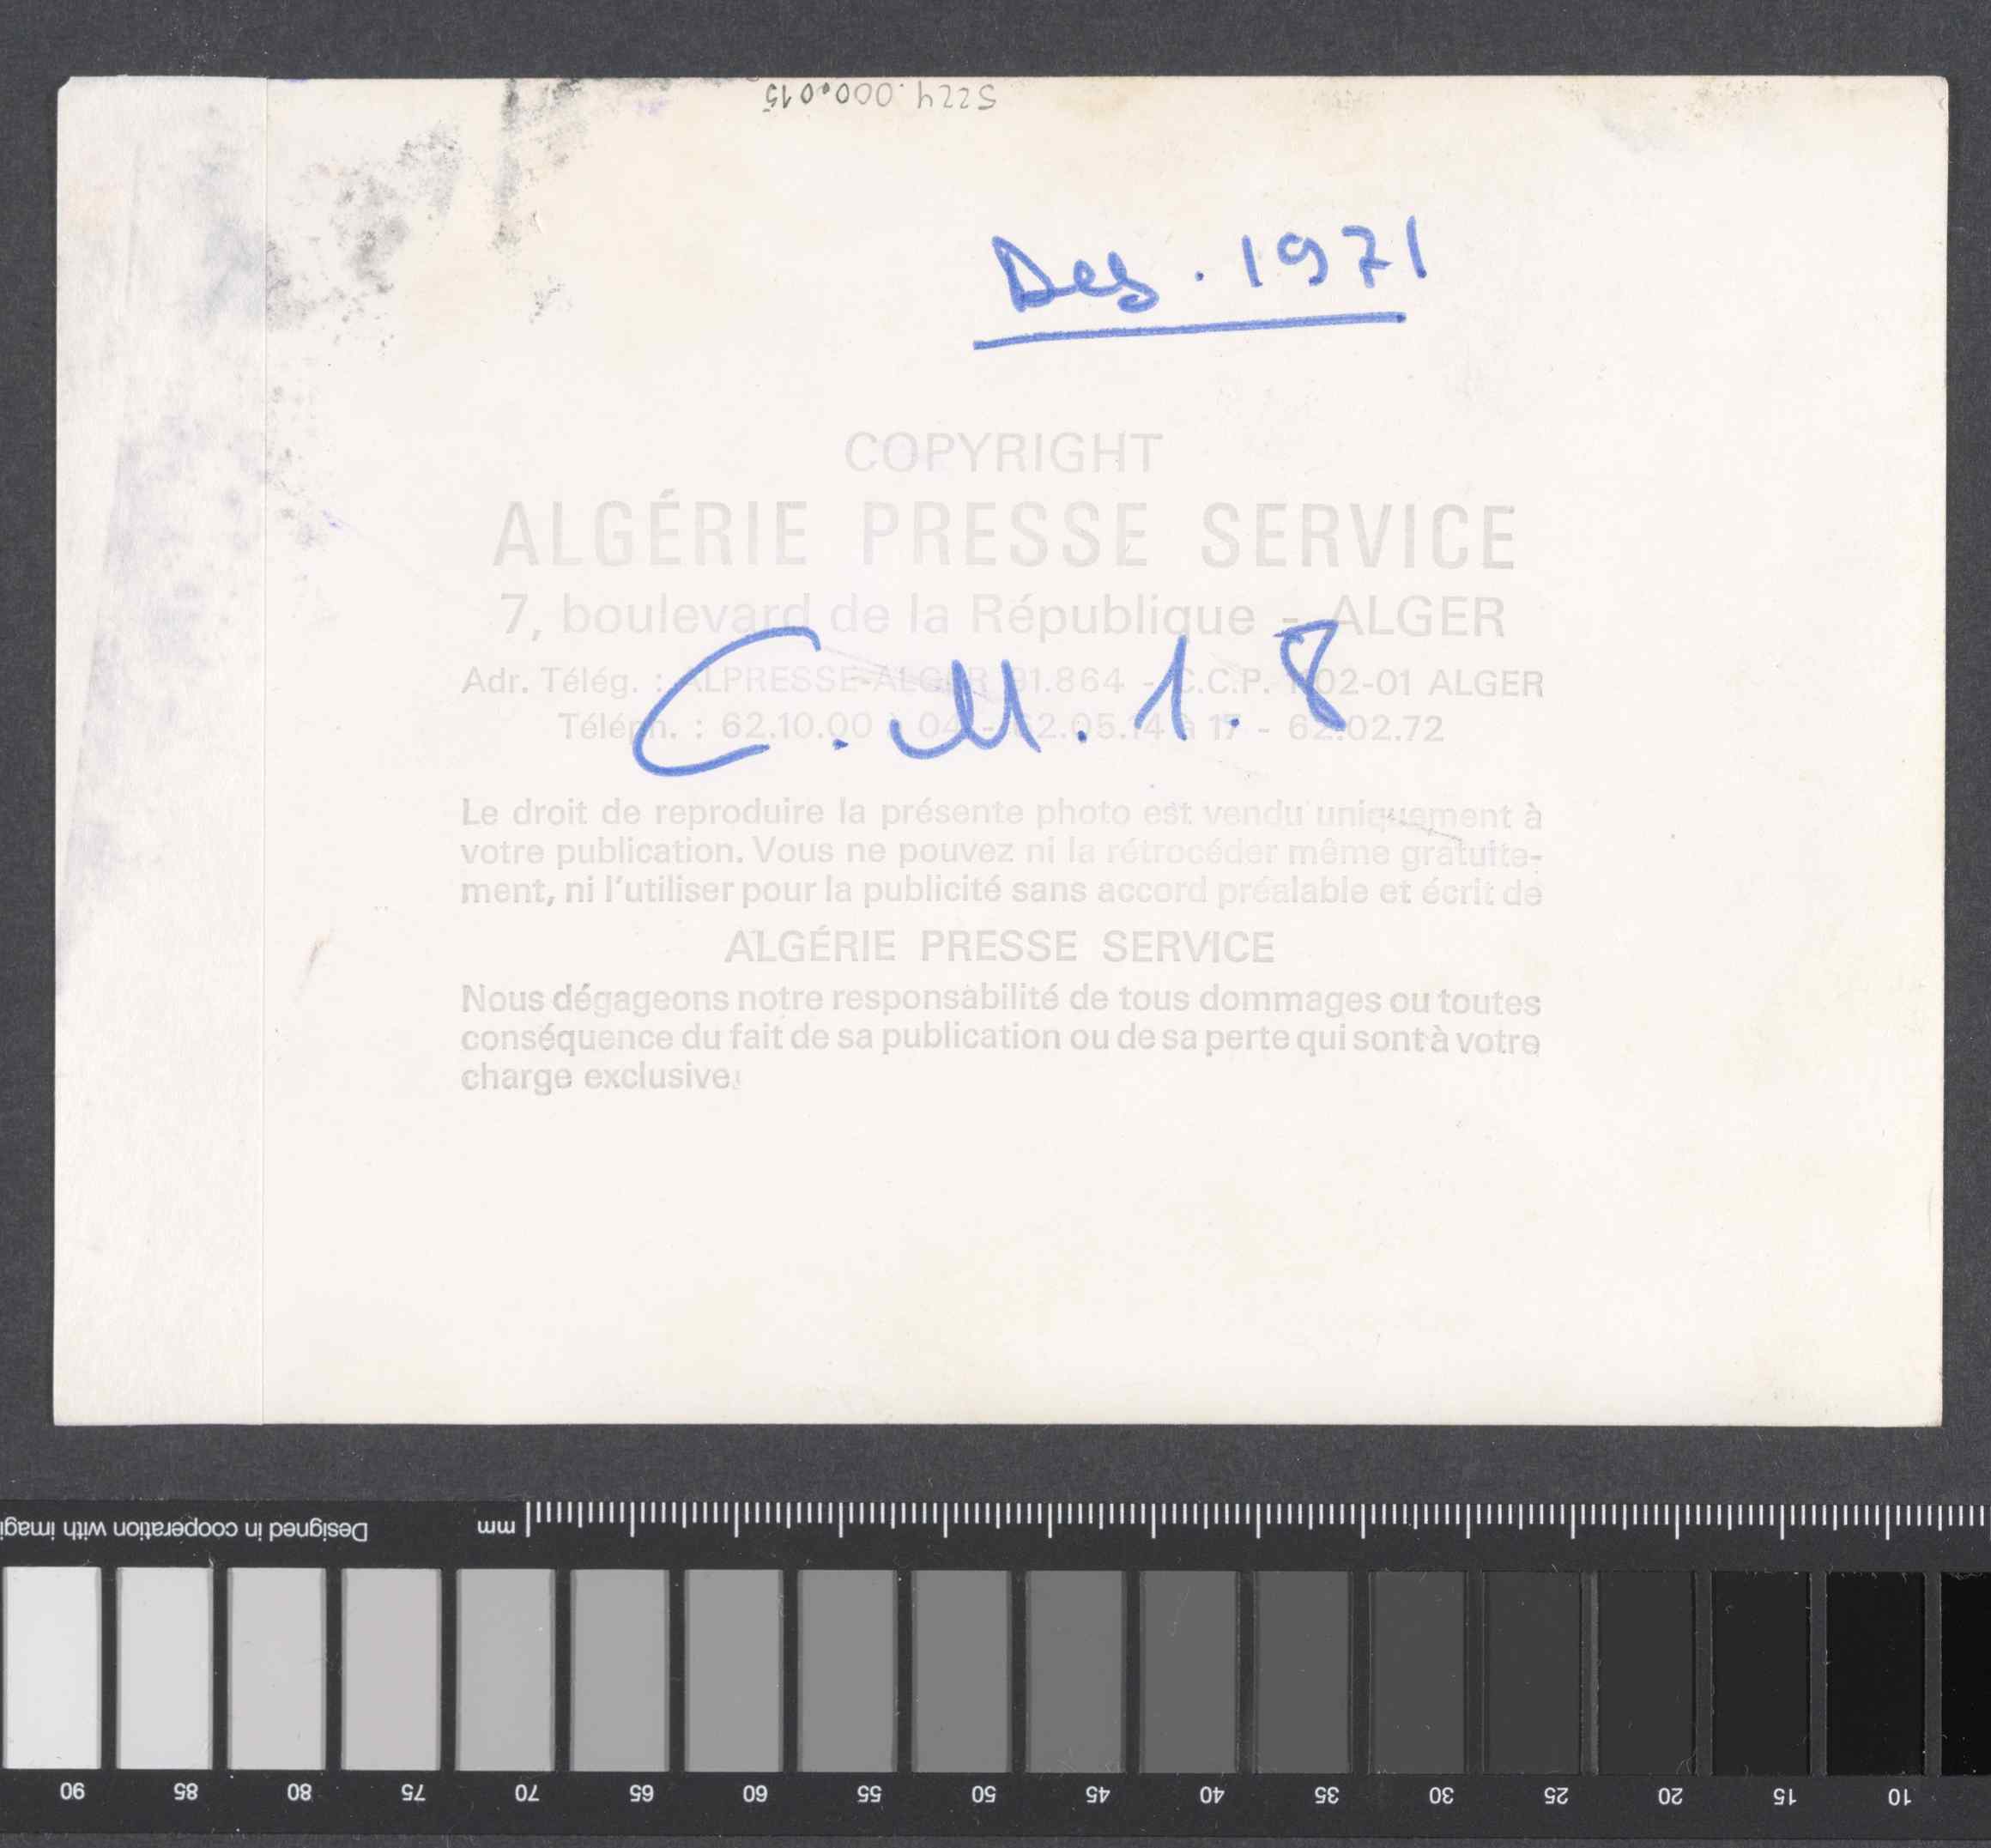 5224.000.015
Des. 1971
COPYRIGHT
ALGÉRIE PRESSE SERVICE
7, boulevard de la République - ALGER
Adr. Télég. : ALPRESSE-ALGER 91.864 - C.C.P. 02-01 ALGER
Téléph. : 62.10.00 à 04 - 62.05.14 à 17 - 62.02.72
C. M. 1.8
Le droit de reproduire la présente photo est vendu uniquement à
votre publication. Vous ne pouvez ni la rétrocéder même gratuite-
ment, ni l'utiliser pour la publicité sans accord préalable et écrit de
ALGÉRIE PRESSE SERVICE
Nous dégageons notre responsabilité de tous dommages ou toutes
conséquence du fait de sa publication ou de sa perte qui sont à votre
charge exclusive.
Designed in cooperation with imagi
mm
90 85 80 75 70 65 60 55 50 45 40 35 30 25 20 15 10